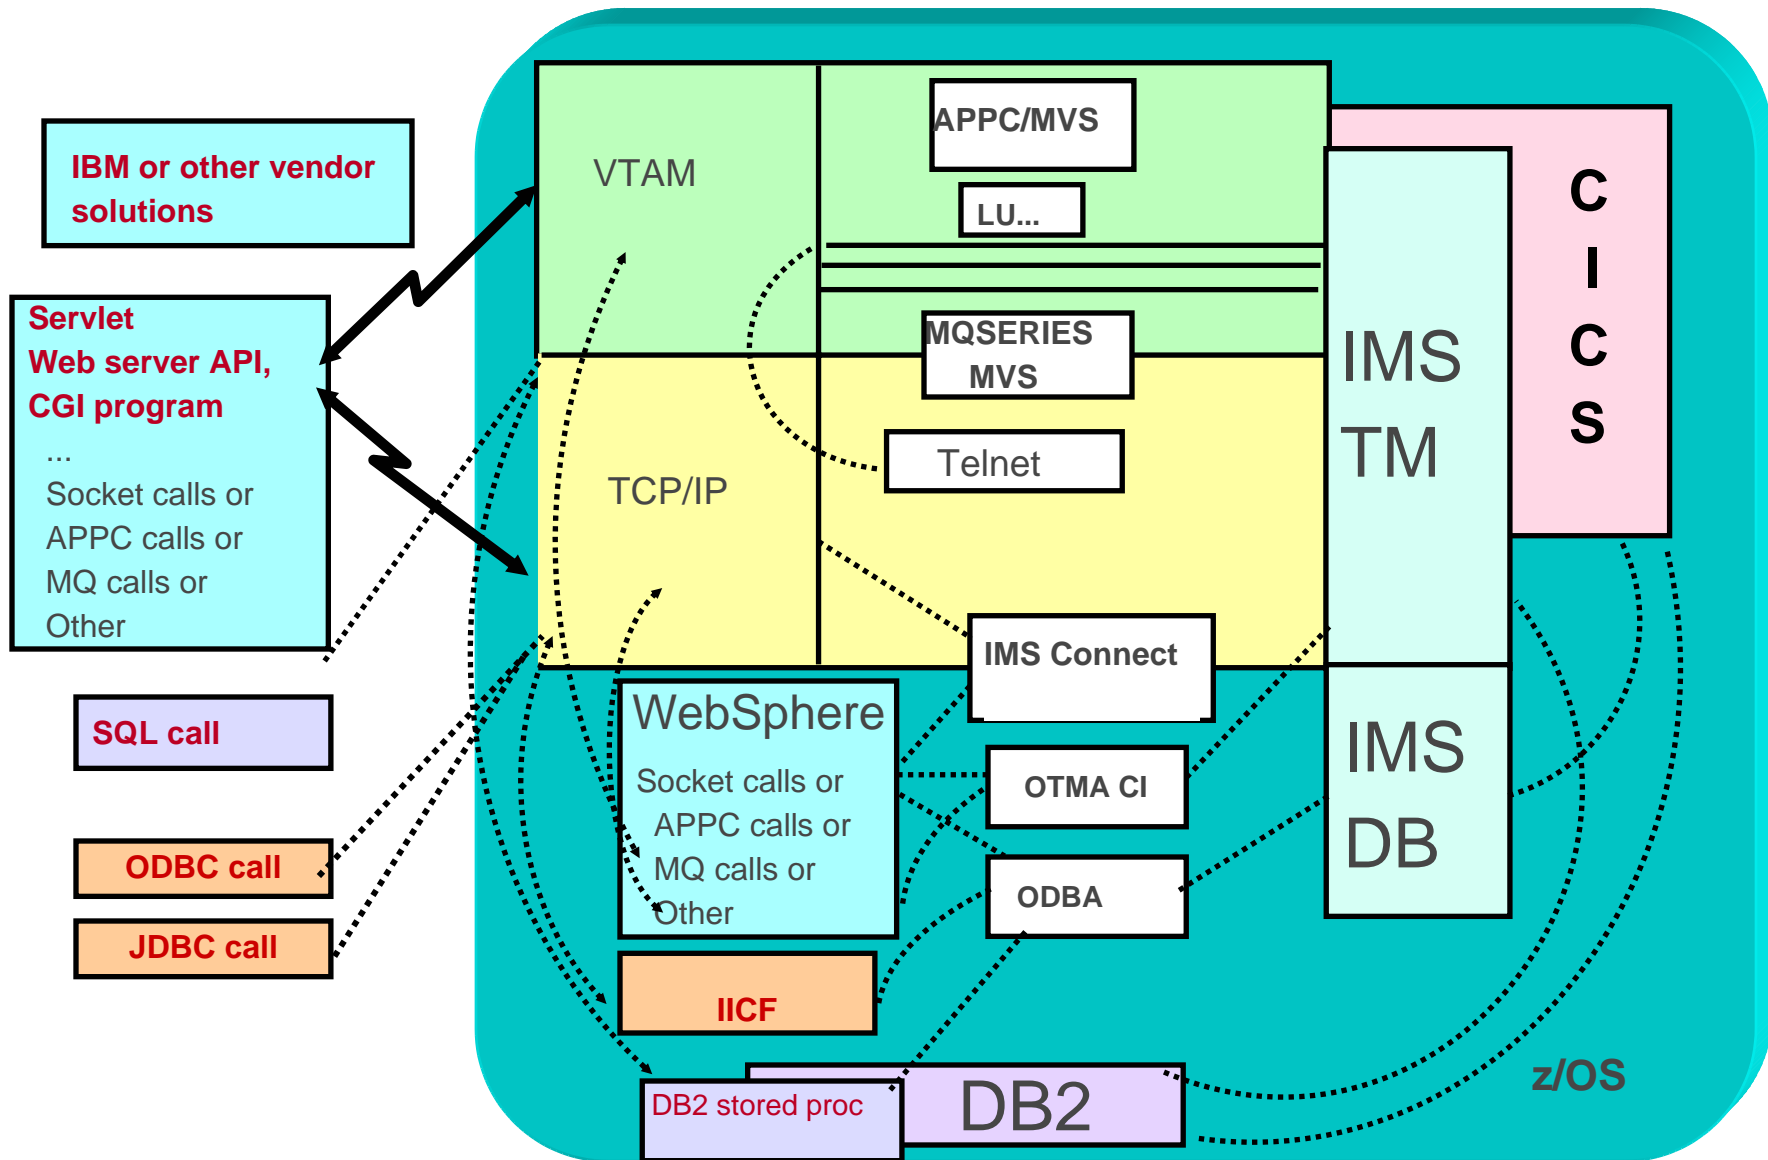 IBM or other vendor
solutions
Servlet
Web server API,
CGI program
...
Socket calls or
APPC calls or
MQ calls or
Other
SQL call
ODBC call
JDBC call
VTAM
APPC/MVS
LU...
MQSERIES
MVS
Telnet
TCP/IP
IMS Connect
WebSphere
Socket calls or
APPC calls or
MQ calls or
Other
OTMA CI
ODBA
IICF
DB2 stored proc
DB2
IMS
TM
IMS
DB
C
I
C
S
z/OS